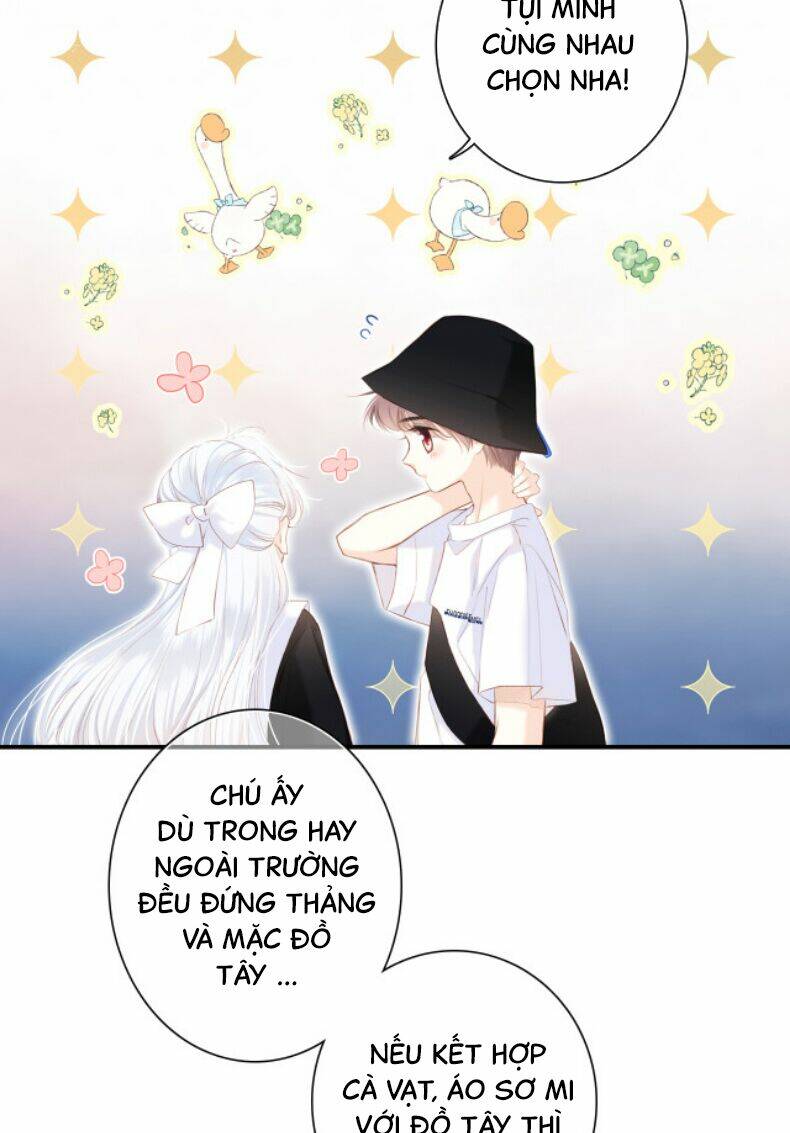 TỤI MÌNH
CÙNG NHAU
CHỌN NHA!
CHÚ ẤY
DÙ TRONG HAY
NGOÀI TRƯỜNG
ĐỀU ĐỨNG THẢNG
VÀ MẶC ĐỒ
TÂY ...
NẾU KẾT HỢP
CÀ VẠT, ÁO SƠ MI
VỚI ĐỒ TÂY THÌ